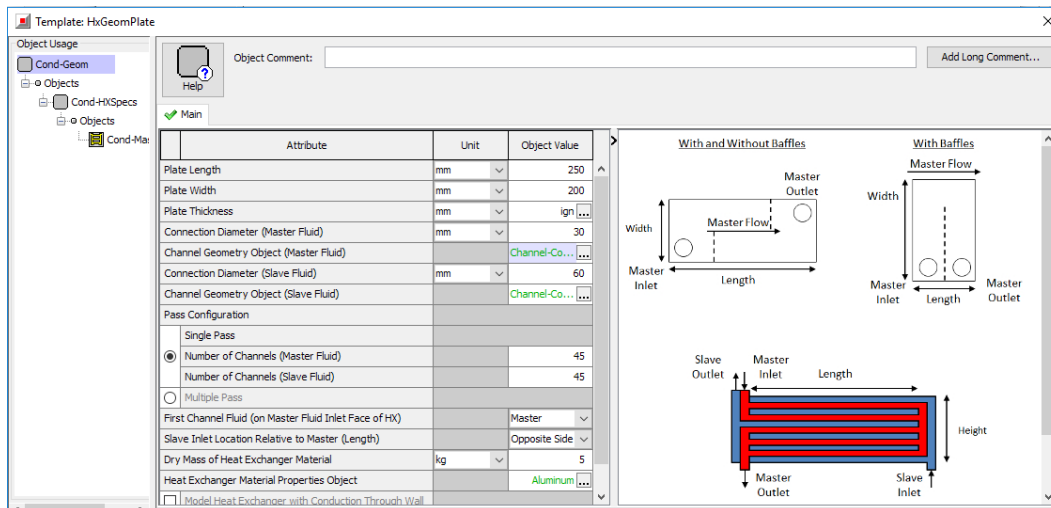 Template: HxGeomPlate
Object Usage
Cond-Geom
Objects
Cond-HXSpecs
Objects
Cond-Mas
Help
Object Comment:
Add Long Comment...
Main
Attribute Unit Object Value
Plate Length mm 250
Plate Width mm 200
Plate Thickness mm ign ...
Connection Diameter (Master Fluid) mm 30
Channel Geometry Object (Master Fluid) Channel-Co... ...
Connection Diameter (Slave Fluid) mm 60
Channel Geometry Object (Slave Fluid) Channel-Co... ...
Pass Configuration
Single Pass
Number of Channels (Master Fluid) 45
Number of Channels (Slave Fluid) 45
Multiple Pass
First Channel Fluid (on Master Fluid Inlet Face of HX) Master
Slave Inlet Location Relative to Master (Length) Opposite Side
Dry Mass of Heat Exchanger Material kg 5
Heat Exchanger Material Properties Object Aluminum ...
Model Heat Exchanger with Conduction Through Wall
With and Without Baffles
Master
Outlet
Width
Master Flow
Master
Inlet
Length
With Baffles
Master Flow
Width
Master
Inlet
Length
Master
Outlet
Slave
Outlet
Master
Inlet
Length
Height
Master
Outlet
Slave
Inlet